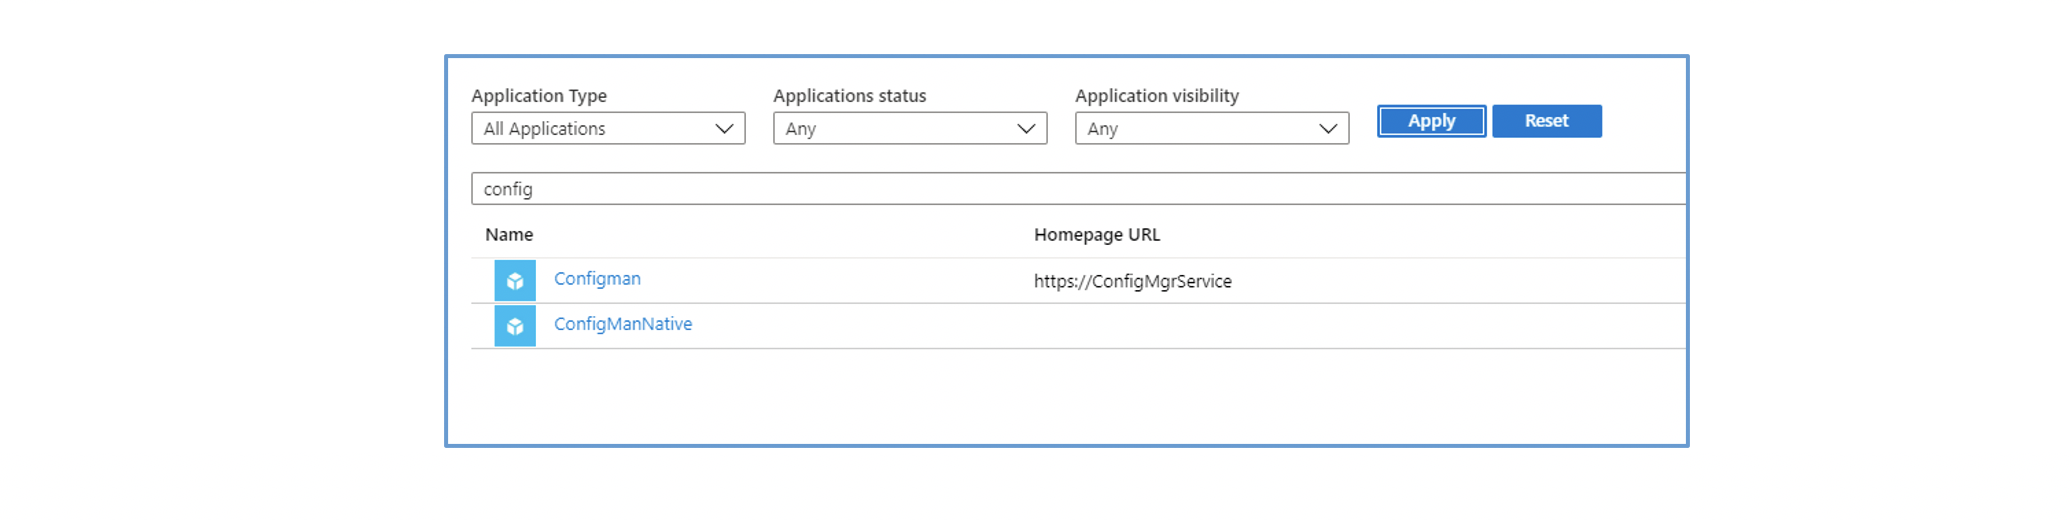 Application Type
Applications status
Application visibility
All Applications
Any
Any
Apply
Reset
config
Name
Homepage URL
Configman
https://ConfigMgrService
ConfigManNative